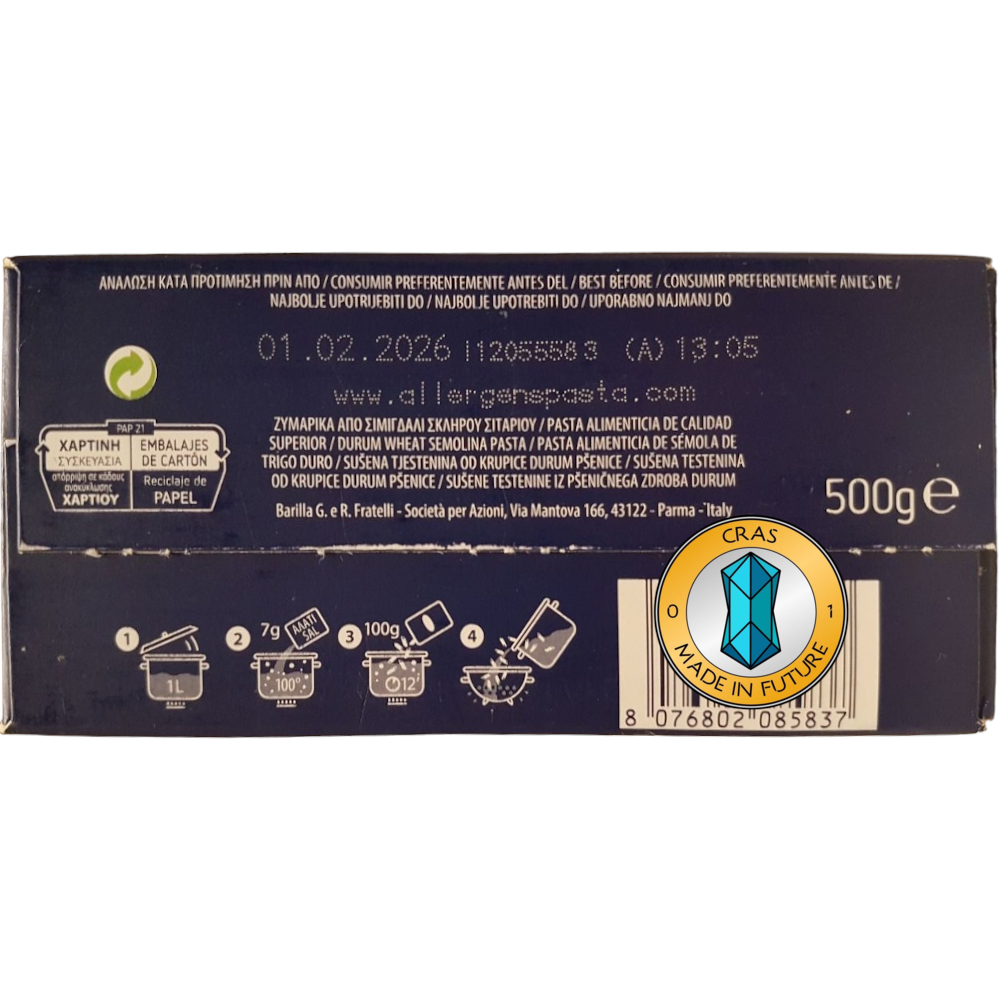 ΑΝΑΛΩΣΗ ΚΑΤΑ ΠΡΟΤΙΜΗΣΗ ΠΡΙΝ ΑΠΟ / CONSUMIR PREFERENTEMENTE ANTES DEL / BEST BEFORE / CONSUMIR PREFERENTEMENTE ANTES DE /
NAJBOLJE UPOTRIJEBITI DO / NAJBOLJE UPOTREBITI DO / UPORABNO NAJMANJ DO
01.02.2026 |12055583 (A) 13:05
www.allergenspasta.com
PAP 21
ΧΑΡΤΙΝΗ
ΣΥΣΚΕΥΑΣΙΑ
απόρριψη σε κάδους
ανακύκλωσης
ΧΑΡΤΙΟΥ
EMBALAJES
DE CARTÓN
Reciclaje de
PAPEL
ΖΥΜΑΡΙΚΑ ΑΠΟ ΣΙΜΙΓΔΑΛΙ ΣΚΛΗΡΟΥ ΣΙΤΑΡΙΟΥ / PASTA ALIMENTICIA DE CALIDAD
SUPERIOR / DURUM WHEAT SEMOLINA PASTA / PASTA ALIMENTICIA DE SÉMOLA DE
TRIGO DURO / SUŠENA TJESTENINA OD KRUPICE DURUM PŠENICE / SUŠENA TESTENINA
OD KRUPICE DURUM PŠENICE / SUŠENE TESTENINE IZ PŠENIČNEGA ZDROBA DURUM
Barilla G. e R. Fratelli - Società per Azioni, Via Mantova 166, 43122 - Parma - Italy
500g e
1
1L
2
7g
ΑΛΑΤΙ
SAL
100°
3
100g
12'
4
CRAS
0 1
MADE IN FUTURE
8 076802 085837